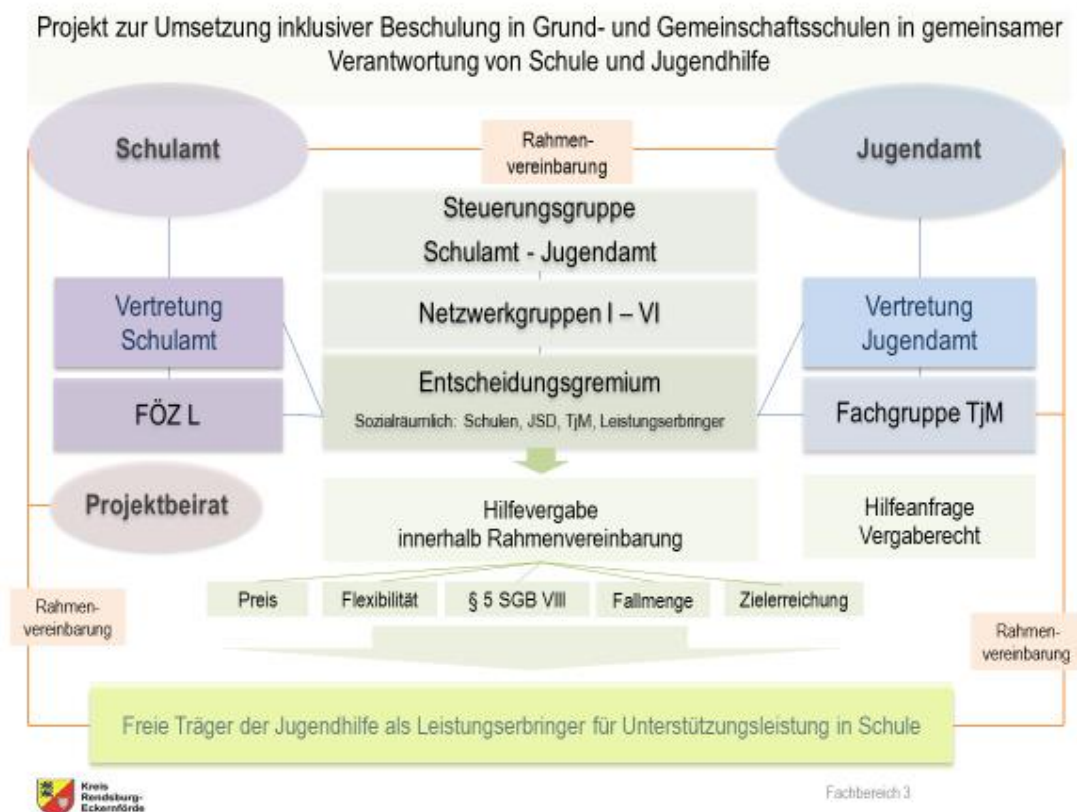 Projekt zur Umsetzung inklusiver Beschulung in Grund- und Gemeinschaftsschulen in gemeinsamer
Verantwortung von Schule und Jugendhilfe
Schulamt
Rahmen-
vereinbarung
Jugendamt
Steuerungsgruppe
Schulamt - Jugendamt
Vertretung
Schulamt
Netzwerkgruppen I – VI
Vertretung
Jugendamt
FÖZ L
Entscheidungsgremium
Sozialräumlich: Schulen, JSD, TjM, Leistungserbringer
Fachgruppe TjM
Projektbeirat
Hilfevergabe
innerhalb Rahmenvereinbarung
Hilfeanfrage
Vergaberecht
Preis
Flexibilität
§ 5 SGB VIII
Fallmenge
Zielerreichung
Rahmen-
vereinbarung
Rahmen-
vereinbarung
Freie Träger der Jugendhilfe als Leistungserbringer für Unterstützungsleistung in Schule
Kreis
Rendsburg-
Eckernförde
Fachbereich 3